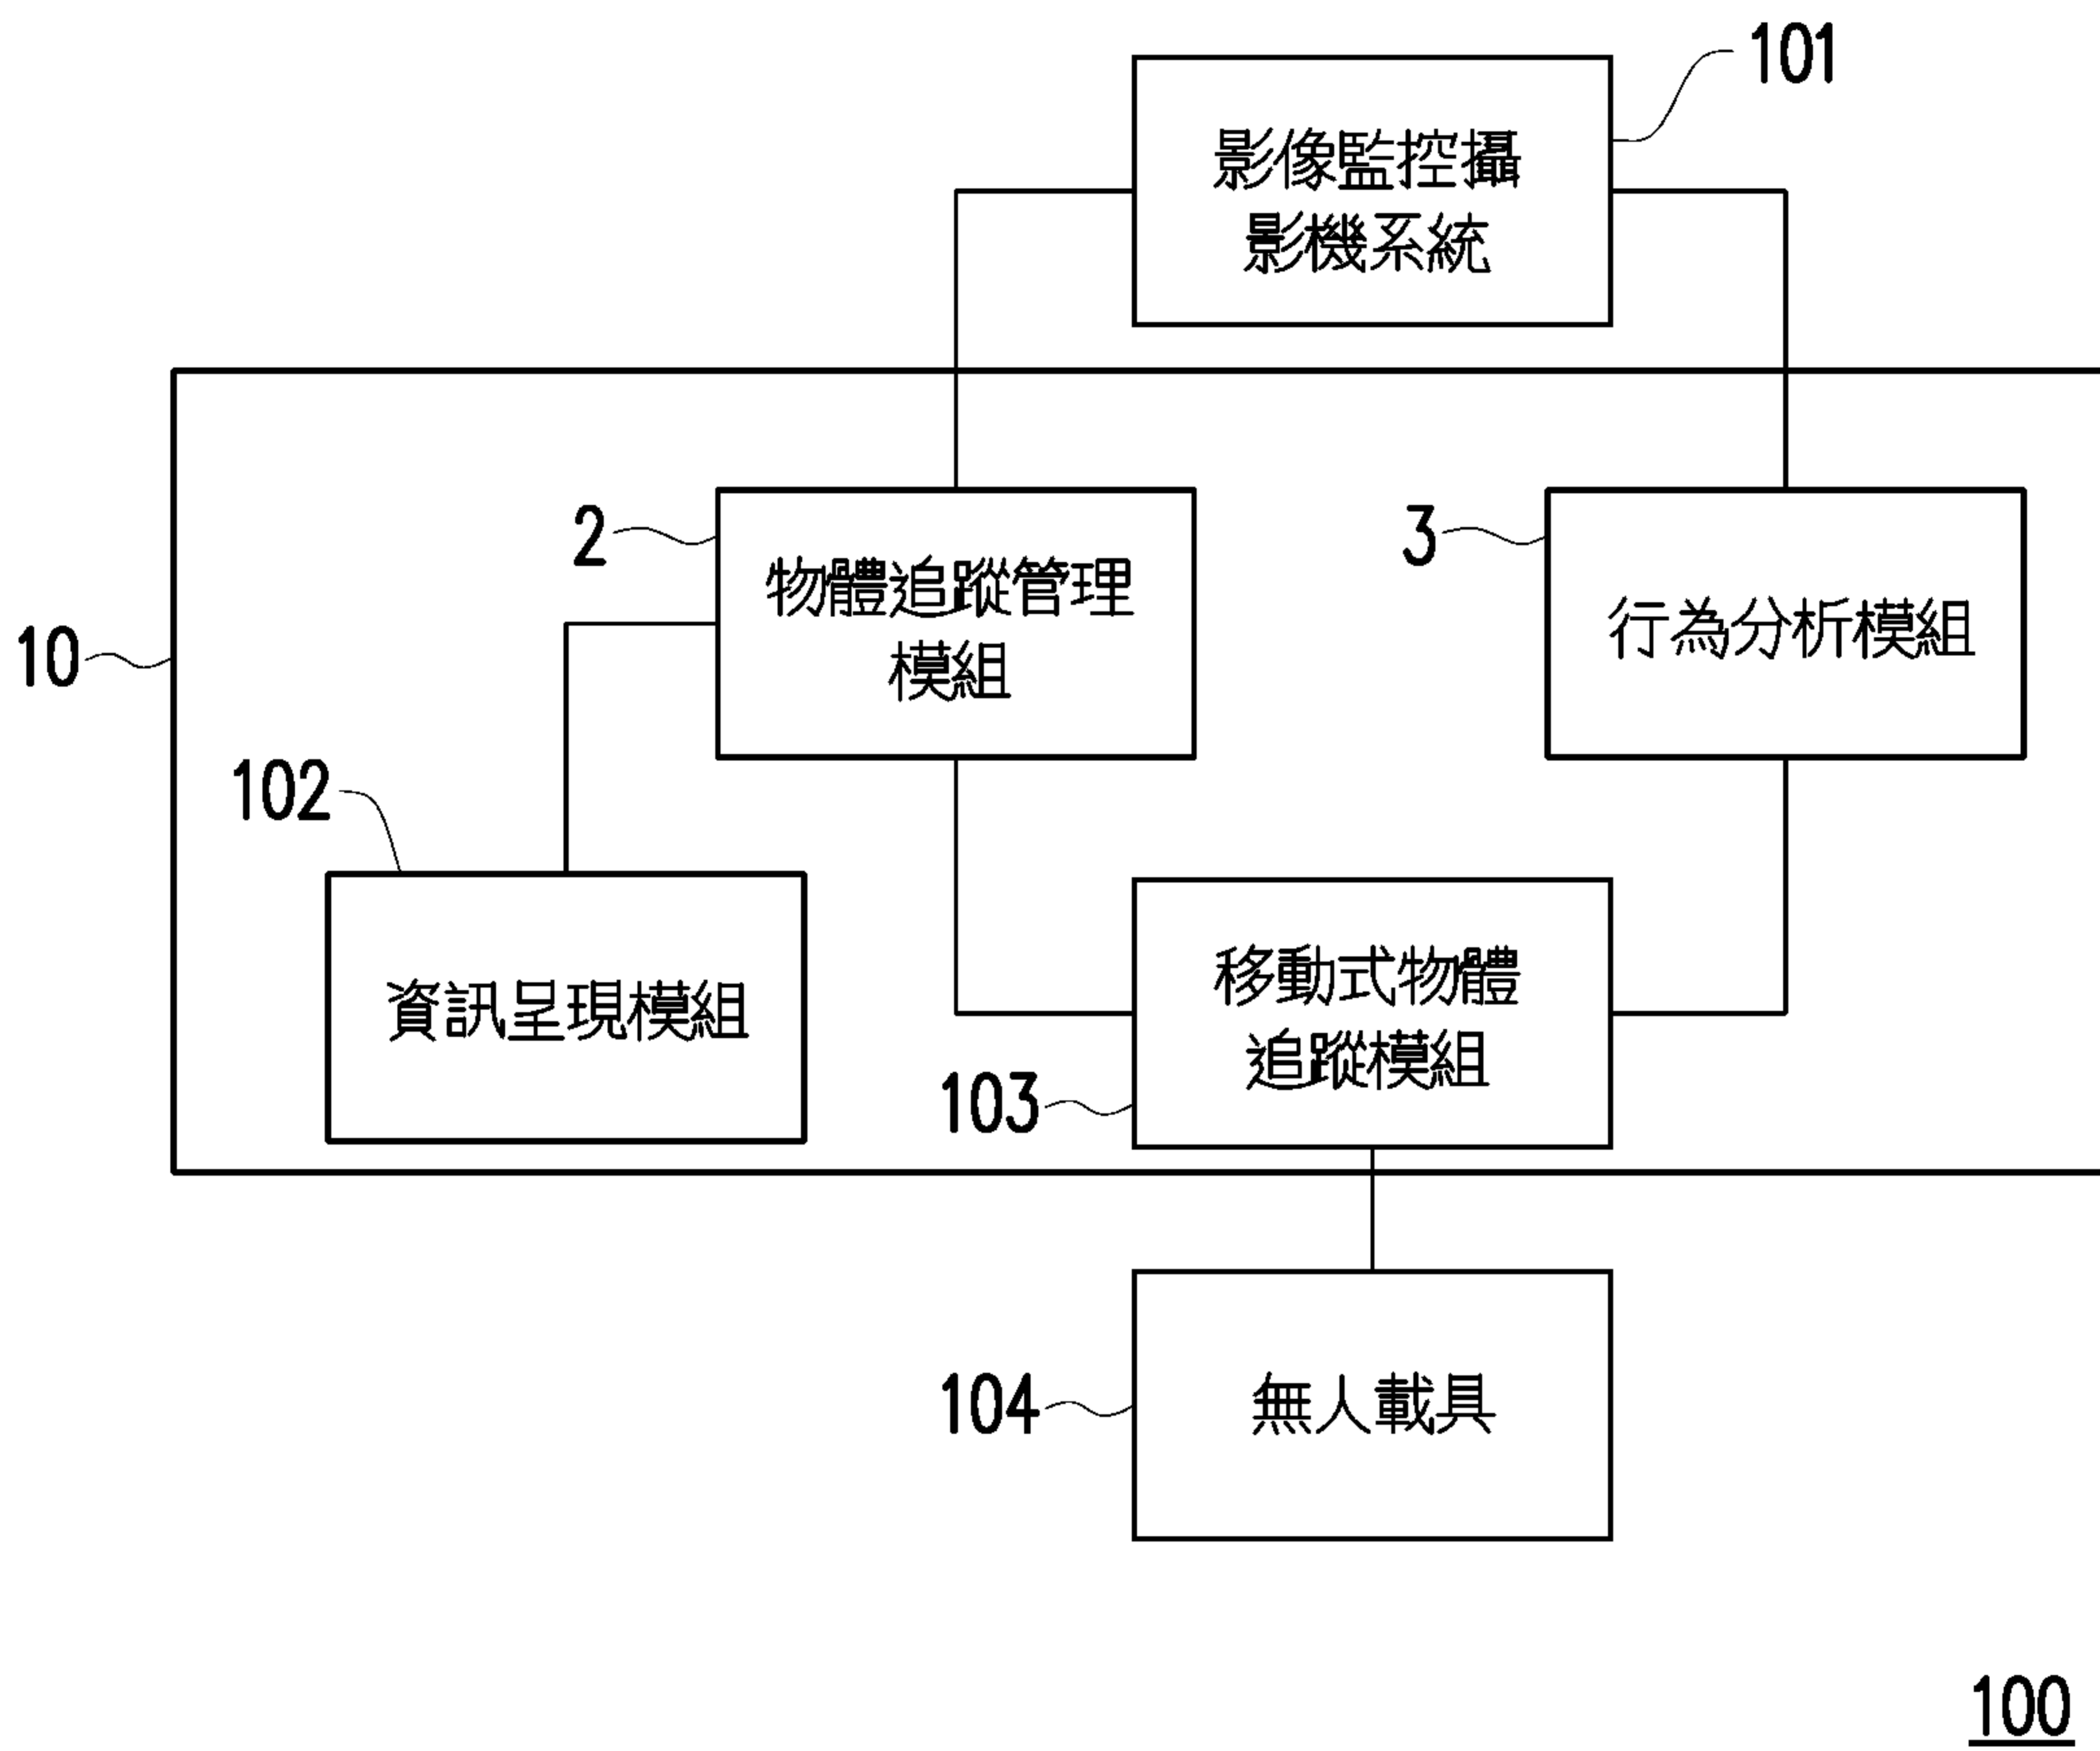 101
影像監控攝
影機系統
2
物體追蹤管理
模組
3
行為分析模組
10
102
資訊呈現模組
移動式物體
追蹤模組
103
104
無人載具
100